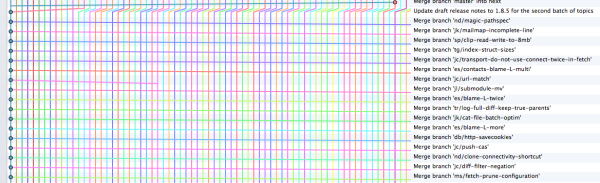 Merge branch 'master' into next
Update draft release notes to 1.8.5 for the second batch of topics
Merge branch 'nd/magic-pathspec'
Merge branch 'jk/mailmap-incomplete-line'
Merge branch 'sp/clip-read-write-to-8mb'
Merge branch 'tg/index-struct-sizes'
Merge branch 'jc/transport-do-not-use-connect-twice-in-fetch'
Merge branch 'es/contacts-blame-L-multi'
Merge branch 'jc/url-match'
Merge branch 'jl/submodule-mv'
Merge branch 'es/blame-L-twice'
Merge branch 'tr/log-full-diff-keep-true-parents'
Merge branch 'jk/cat-file-batch-optim'
Merge branch 'es/blame-L-more'
Merge branch 'db/http-savecookies'
Merge branch 'jc/push-cas'
Merge branch 'nd/clone-connectivity-shortcut'
Merge branch 'jc/diff-filter-negation'
Merge branch 'ms/fetch-prune-configuration'